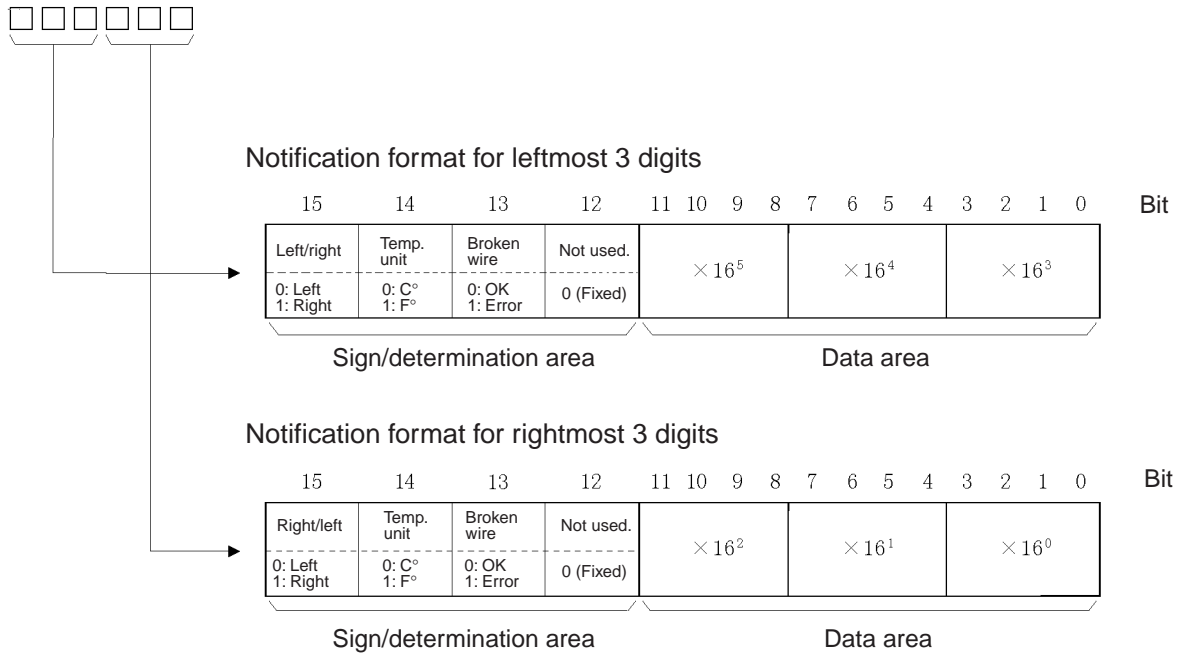 Notification format for leftmost 3 digits
15 14 13 12 11 10 9 8 7 6 5 4 3 2 1 0 Bit
Left/right Temp. unit Broken wire Not used. ×16⁵ ×16⁴ ×16³
0: Left 1: Right 0: C° 1: F° 0: OK 1: Error 0 (Fixed)
Sign/determination area Data area
Notification format for rightmost 3 digits
15 14 13 12 11 10 9 8 7 6 5 4 3 2 1 0 Bit
Right/left Temp. unit Broken wire Not used. ×16² ×16¹ ×16⁰
0: Left 1: Right 0: C° 1: F° 0: OK 1: Error 0 (Fixed)
Sign/determination area Data area